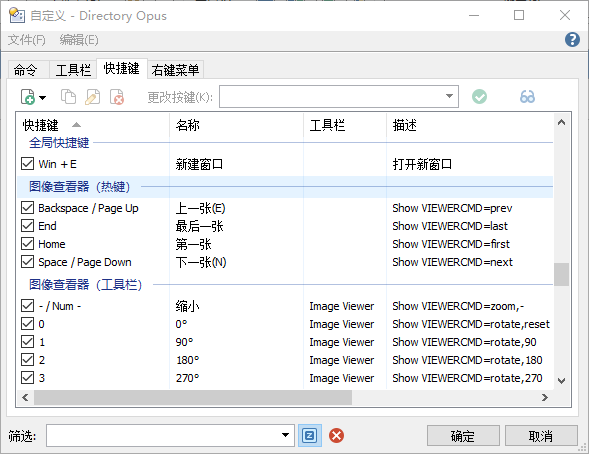 自定义 - Directory Opus
文件(F) 编辑(E)
命令 工具栏 快捷键 右键菜单
更改按键(K):
快捷键 名称 工具栏 描述
全局快捷键
Win + E 新建窗口 打开新窗口
图像查看器（热键）
Backspace / Page Up 上一张(E) Show VIEWERCMD=prev
End 最后一张 Show VIEWERCMD=last
Home 第一张 Show VIEWERCMD=first
Space / Page Down 下一张(N) Show VIEWERCMD=next
图像查看器（工具栏）
- / Num - 缩小 Image Viewer Show VIEWERCMD=zoom,-
0 0° Image Viewer Show VIEWERCMD=rotate,reset
1 90° Image Viewer Show VIEWERCMD=rotate,90
2 180° Image Viewer Show VIEWERCMD=rotate,180
3 270° Image Viewer Show VIEWERCMD=rotate,270
筛选: 确定 取消